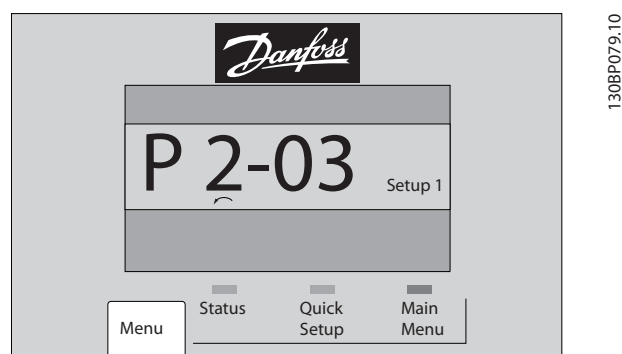 Danfoss
130BP079.10
P 2-03
Setup 1
Status
Quick Setup
Main Menu
Menu